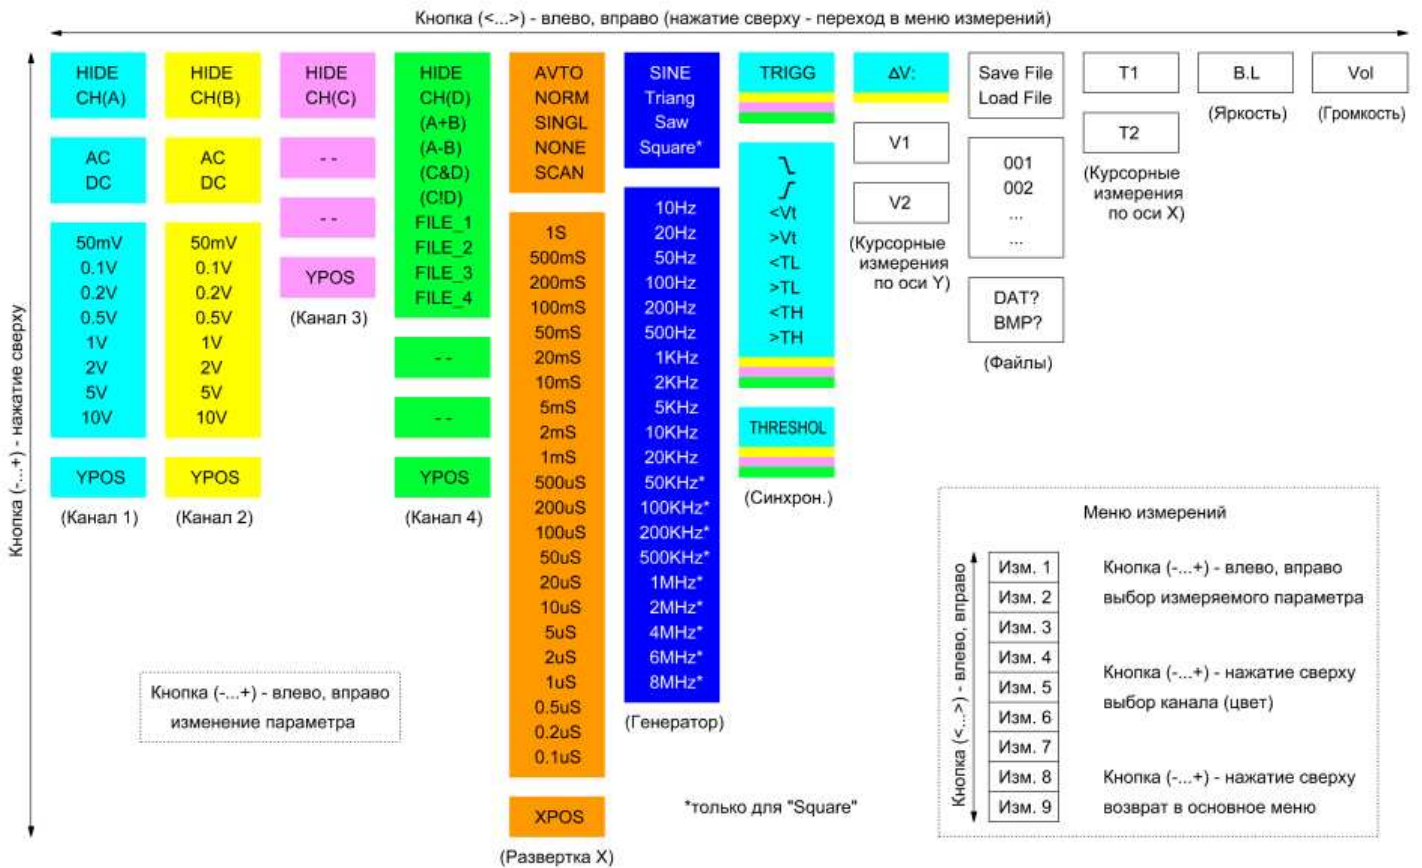 Кнопка (<...>) - влево, вправо (нажатие сверху - переход в меню измерений)
Кнопка (-...+) - нажатие сверху
HIDE
CH(A)
AC
DC
50mV
0.1V
0.2V
0.5V
1V
2V
5V
10V
YPOS
(Канал 1)
HIDE
CH(B)
AC
DC
50mV
0.1V
0.2V
0.5V
1V
2V
5V
10V
YPOS
(Канал 2)
HIDE
CH(C)
- -
- -
YPOS
(Канал 3)
HIDE
CH(D)
(A+B)
(A-B)
(C&D)
(C!D)
FILE_1
FILE_2
FILE_3
FILE_4
- -
- -
YPOS
(Канал 4)
AVTO
NORM
SINGL
NONE
SCAN
1S
500mS
200mS
100mS
50mS
20mS
10mS
5mS
2mS
1mS
500uS
200uS
100uS
50uS
20uS
10uS
5uS
2uS
1uS
0.5uS
0.2uS
0.1uS
XPOS
(Развертка X)
SINE
Triang
Saw
Square*
10Hz
20Hz
50Hz
100Hz
200Hz
500Hz
1KHz
2KHz
5KHz
10KHz
20KHz
50KHz*
100KHz*
200KHz*
500KHz*
1MHz*
2MHz*
4MHz*
6MHz*
8MHz*
(Генератор)
TRIGG
<Vt
>Vt
<TL
>TL
<TH
>TH
THRESHOL
(Синхрон.)
ΔV:
V1
V2
(Курсорные
измерения
по оси Y)
Save File
Load File
001
002
...
...
DAT?
BMP?
(Файлы)
T1
T2
(Курсорные
измерения
по оси X)
B.L
(Яркость)
Vol
(Громкость)
Кнопка (-...+) - влево, вправо
изменение параметра
*только для "Square"
Меню измерений
Кнопка (<...>) - влево, вправо
Изм. 1
Изм. 2
Изм. 3
Изм. 4
Изм. 5
Изм. 6
Изм. 7
Изм. 8
Изм. 9
Кнопка (-...+) - влево, вправо
выбор измеряемого параметра
Кнопка (-...+) - нажатие сверху
выбор канала (цвет)
Кнопка (-...+) - нажатие сверху
возврат в основное меню